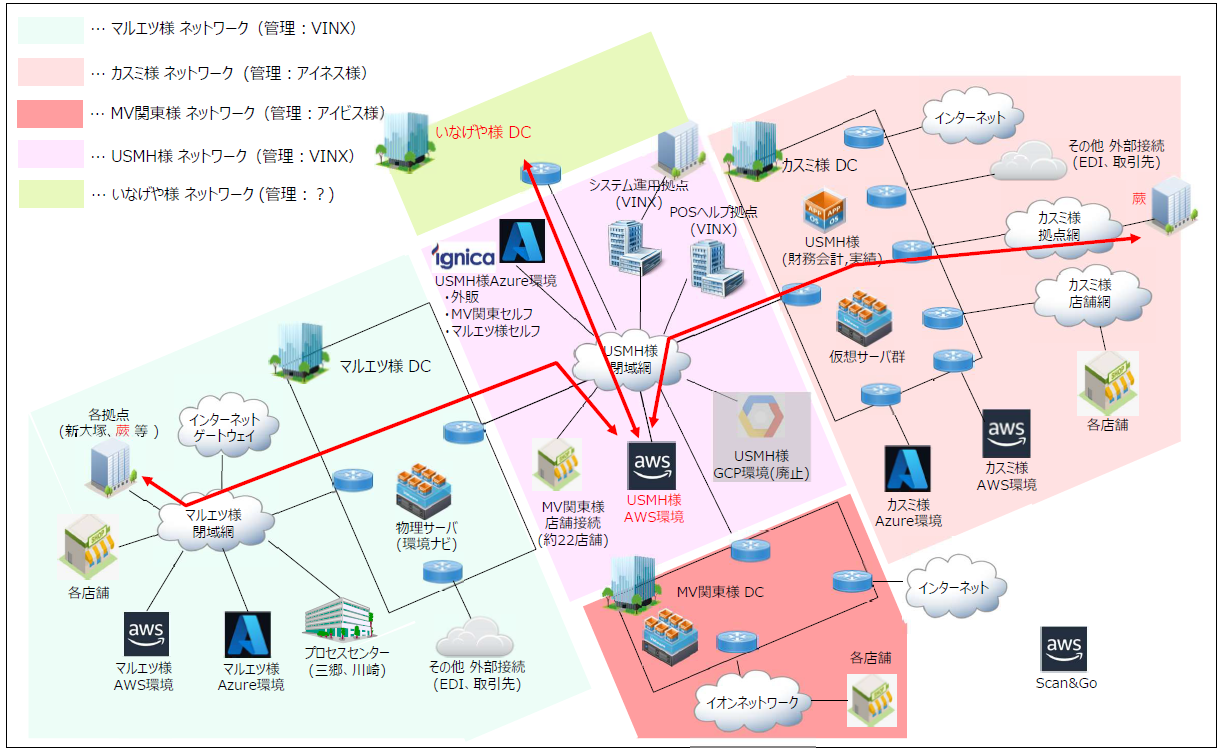 … マルエツ様 ネットワーク（管理：VINX）
… カスミ様 ネットワーク（管理：アイネス様）
… MV関東様 ネットワーク（管理：アイビス様）
… USMH様 ネットワーク（管理：VINX）
… いなげや様 ネットワーク（管理：？）
いなげや様 DC
システム運用拠点
(VINX)
POSヘルプ拠点
(VINX)
ignica
USMH様Azure環境
・外販
・MV関東セルフ
・マルエツ様セルフ
USMH様
閉域網
MV関東様
店舗接続
(約22店舗)
aws
USMH様
AWS環境
USMH様
GCP環境(廃止)
カスミ様 DC
インターネット
その他 外部接続
(EDI、取引先)
蕨
カスミ様
拠点網
APP
OS
APP
OS
USMH様
(財務会計,実績)
カスミ様
店舗網
仮想サーバ群
SHOP
各店舗
aws
カスミ様
AWS環境
カスミ様
Azure環境
マルエツ様 DC
各拠点
(新大塚、蕨 等 )
インターネット
ゲートウェイ
マルエツ様
閉域網
物理サーバ
(環境ナビ)
SHOP
各店舗
aws
マルエツ様
AWS環境
マルエツ様
Azure環境
プロセスセンター
(三郷、川崎)
その他 外部接続
(EDI、取引先)
MV関東様 DC
インターネット
イオンネットワーク
各店舗
aws
Scan&Go